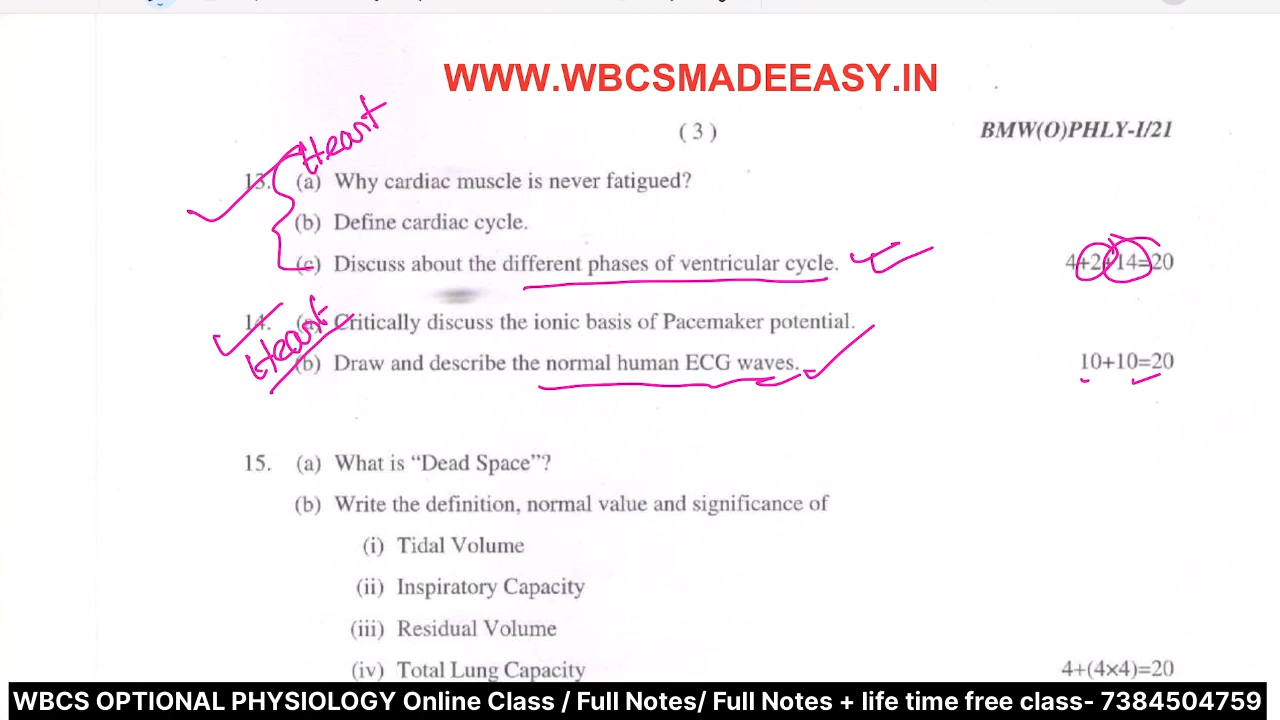 WWW.WBCSMADEEASY.IN
( 3 ) BMW(O)PHLY-I/21
Heart
13. (a) Why cardiac muscle is never fatigued?
(b) Define cardiac cycle.
(c) Discuss about the different phases of ventricular cycle. 4+2+14=20
14. (a) Critically discuss the ionic basis of Pacemaker potential.
Heart
(b) Draw and describe the normal human ECG waves. 10+10=20
15. (a) What is “Dead Space”?
(b) Write the definition, normal value and significance of
(i) Tidal Volume
(ii) Inspiratory Capacity
(iii) Residual Volume
(iv) Total Lung Capacity 4+(4×4)=20
WBCS OPTIONAL PHYSIOLOGY Online Class / Full Notes/ Full Notes + life time free class- 7384504759